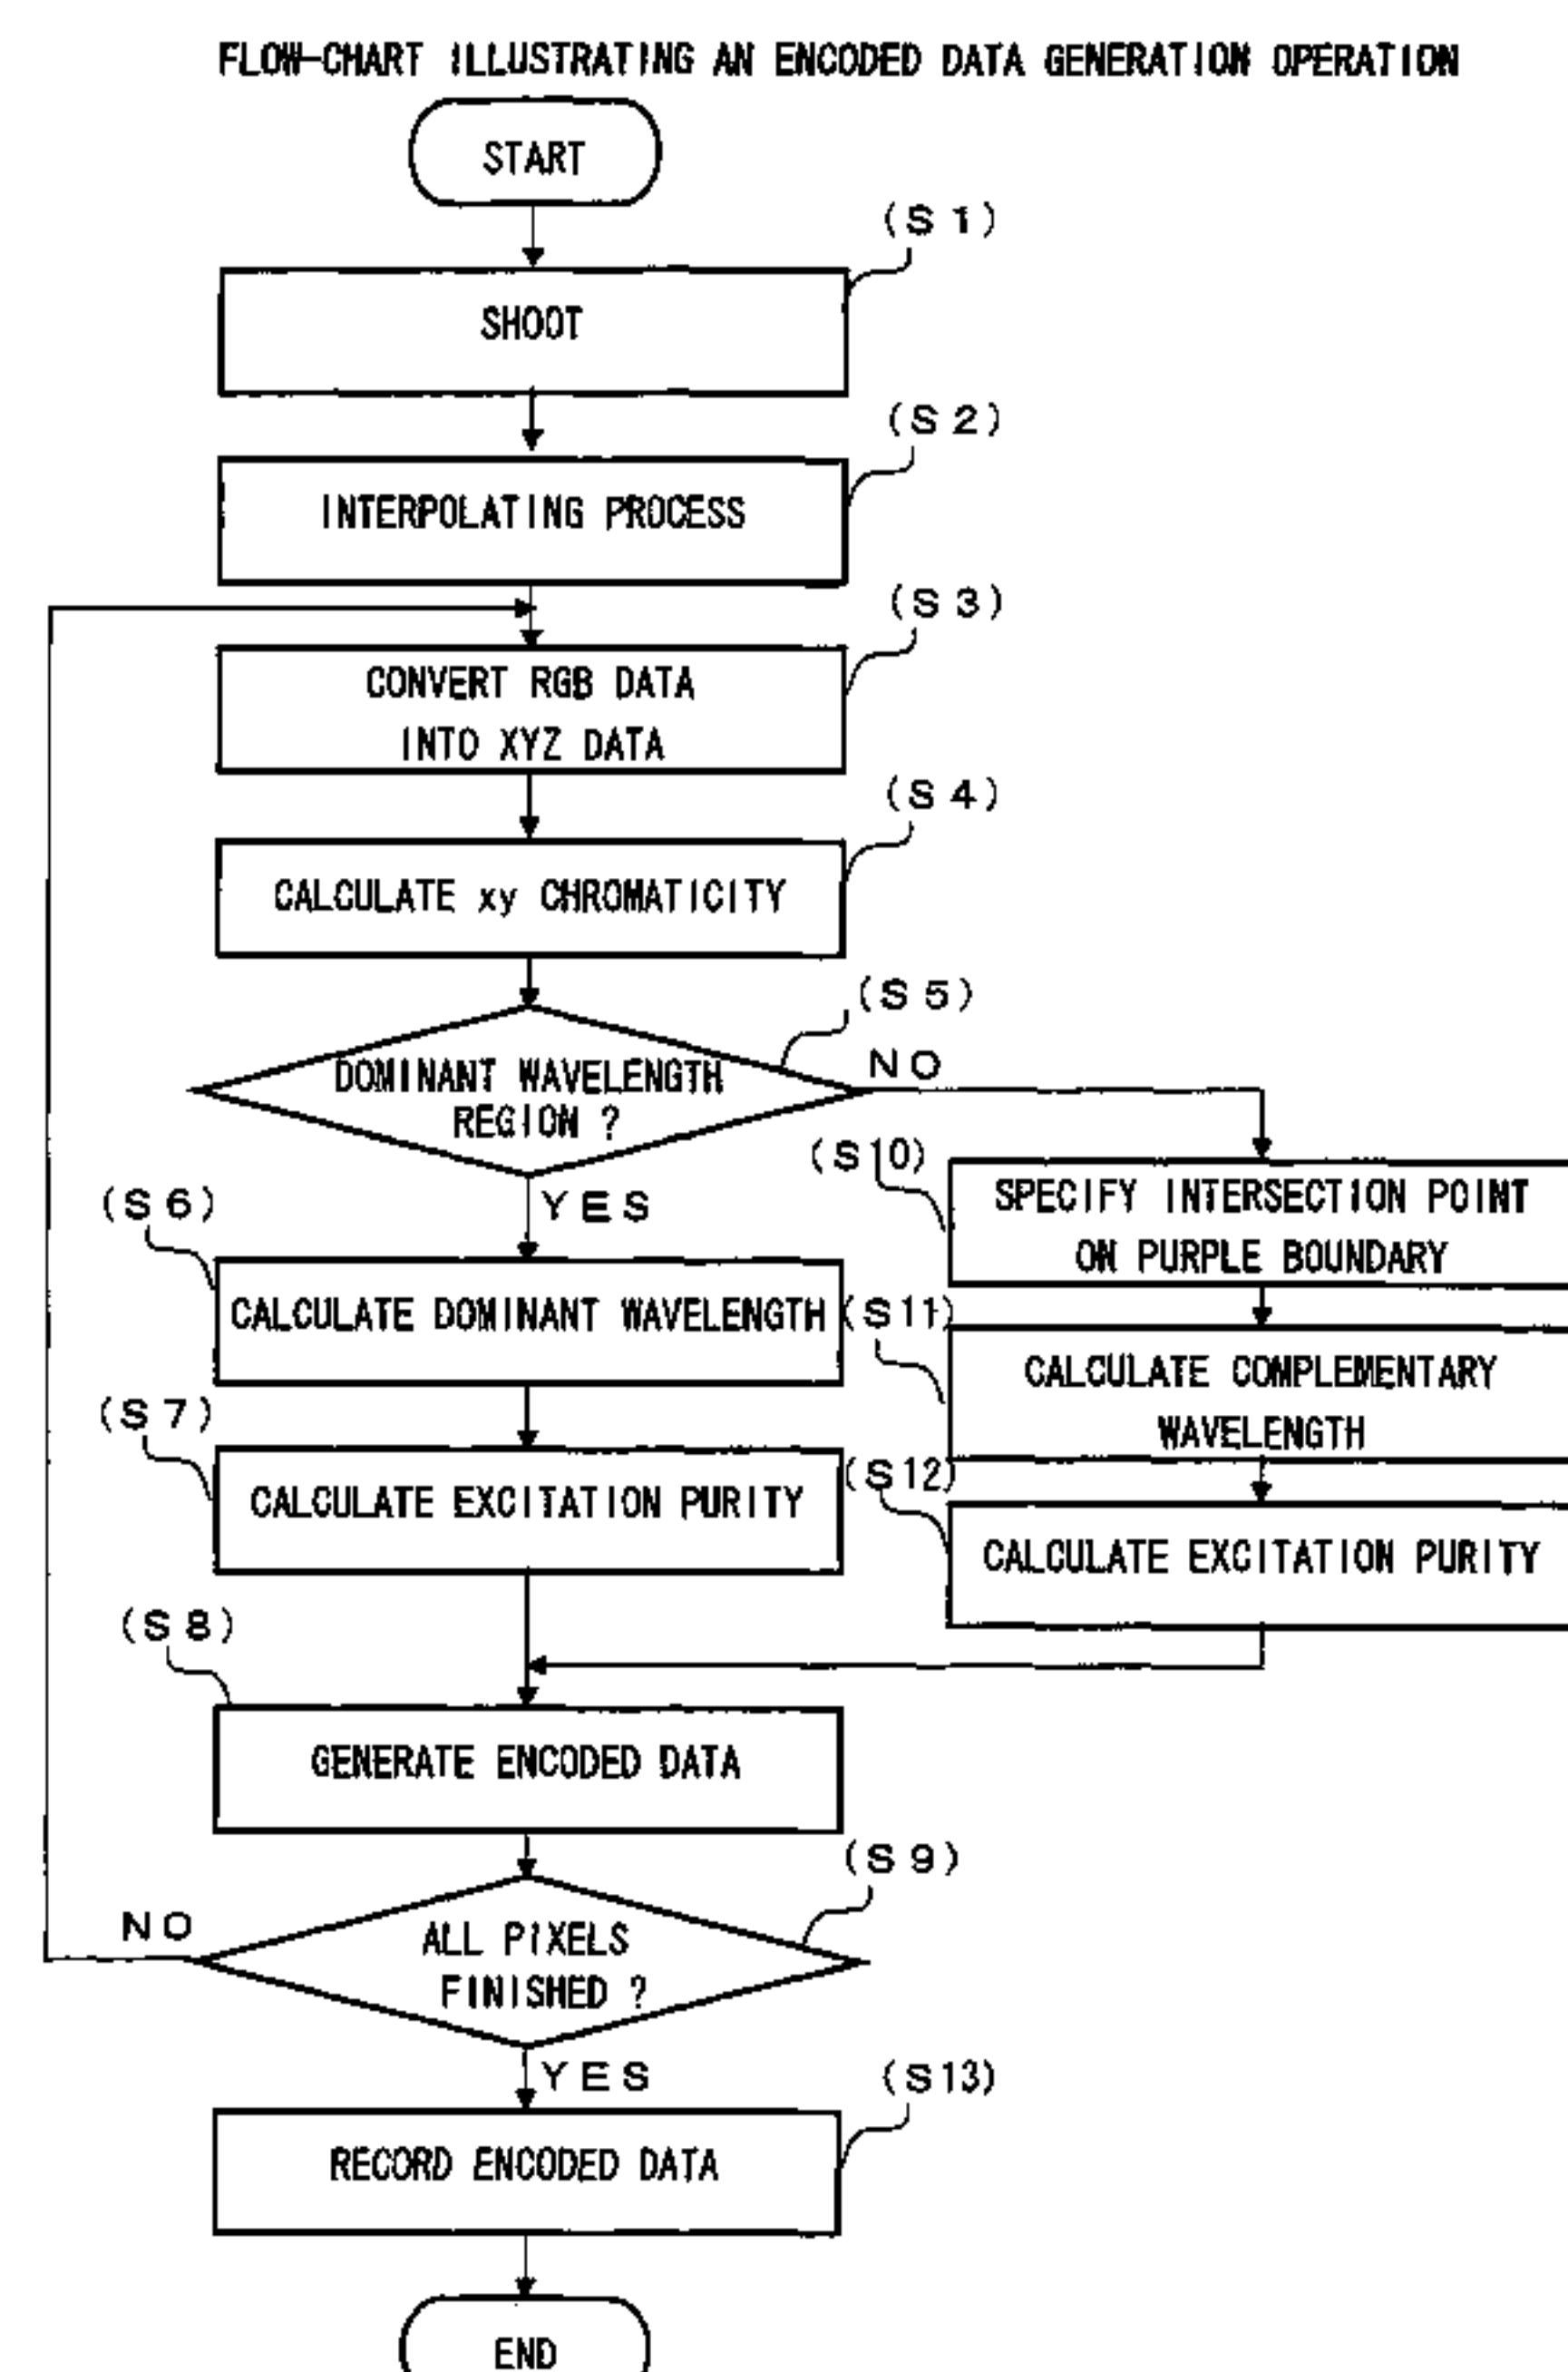 FLOW-CHART ILLUSTRATING AN ENCODED DATA GENERATION OPERATION
START
(S1)
SHOOT
(S2)
INTERPOLATING PROCESS
(S3)
CONVERT RGB DATA
INTO XYZ DATA
(S4)
CALCULATE xy CHROMATICITY
(S5)
DOMINANT WAVELENGTH
REGION ?
NO
YES
(S6)
CALCULATE DOMINANT WAVELENGTH
(S7)
CALCULATE EXCITATION PURITY
(S10)
SPECIFY INTERSECTION POINT
ON PURPLE BOUNDARY
(S11)
CALCULATE COMPLEMENTARY
WAVELENGTH
(S12)
CALCULATE EXCITATION PURITY
(S8)
GENERATE ENCODED DATA
(S9)
ALL PIXELS
FINISHED ?
NO
YES
(S13)
RECORD ENCODED DATA
END